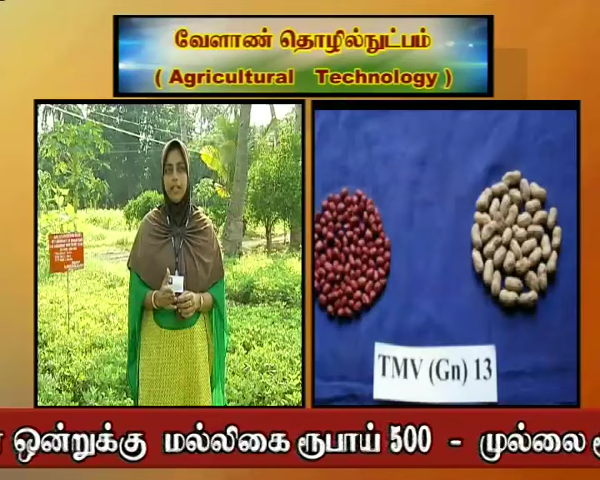 வேளாண் தொழில்நுட்பம்
( Agricultural Technology )
TMV (Gn) 13
ஒன்றுக்கு மல்லிகை ரூபாய் 500 - முல்லை